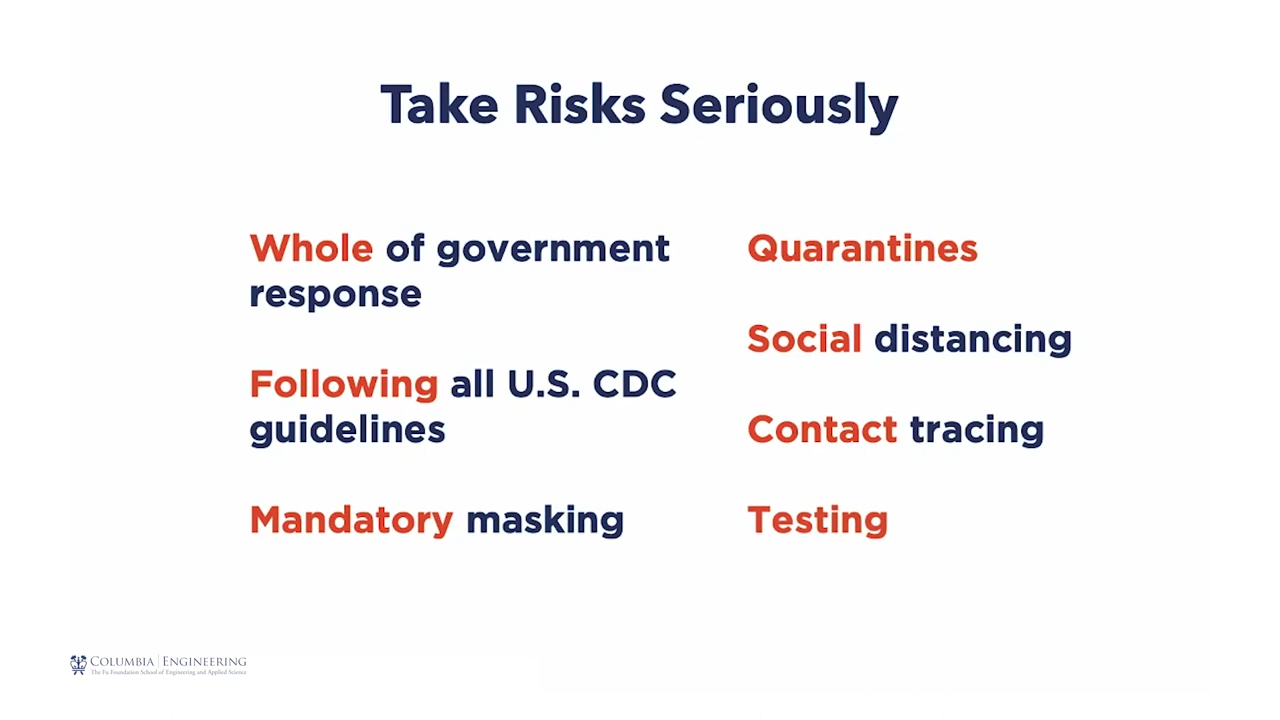 Take Risks Seriously
Whole of government
response
Following all U.S. CDC
guidelines
Mandatory masking
Quarantines
Social distancing
Contact tracing
Testing
COLUMBIA | ENGINEERING
The Fu Foundation School of Engineering and Applied Science